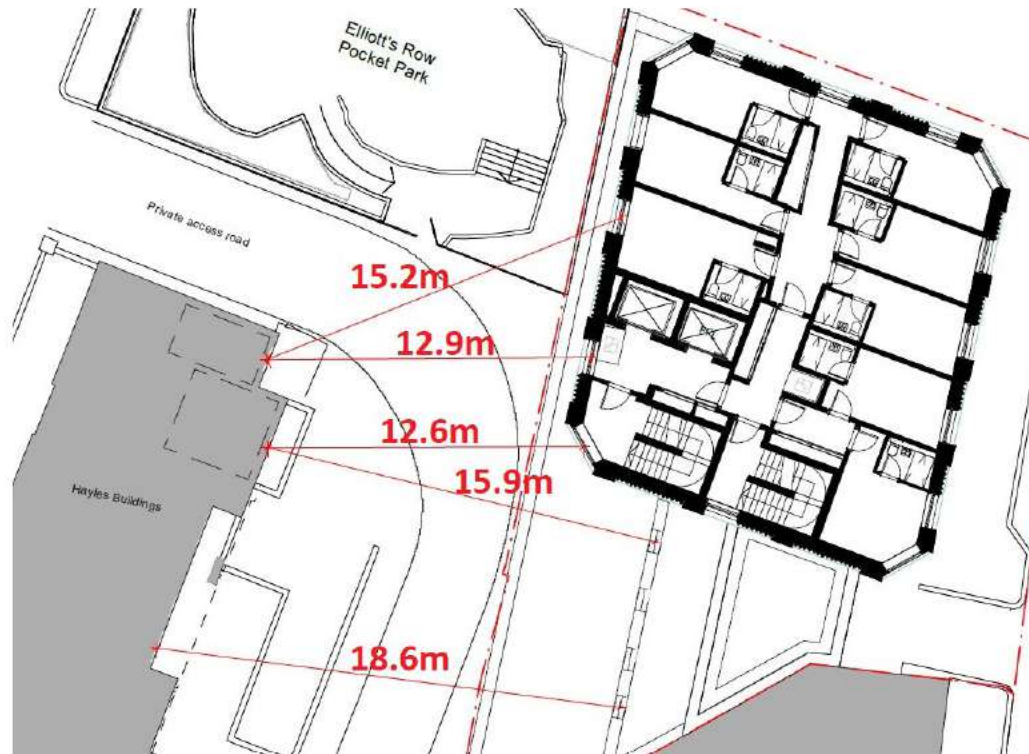 Elliott's Row
Pocket Park
Private access road
15.2m
12.9m
12.6m
15.9m
Hayles Buildings
18.6m